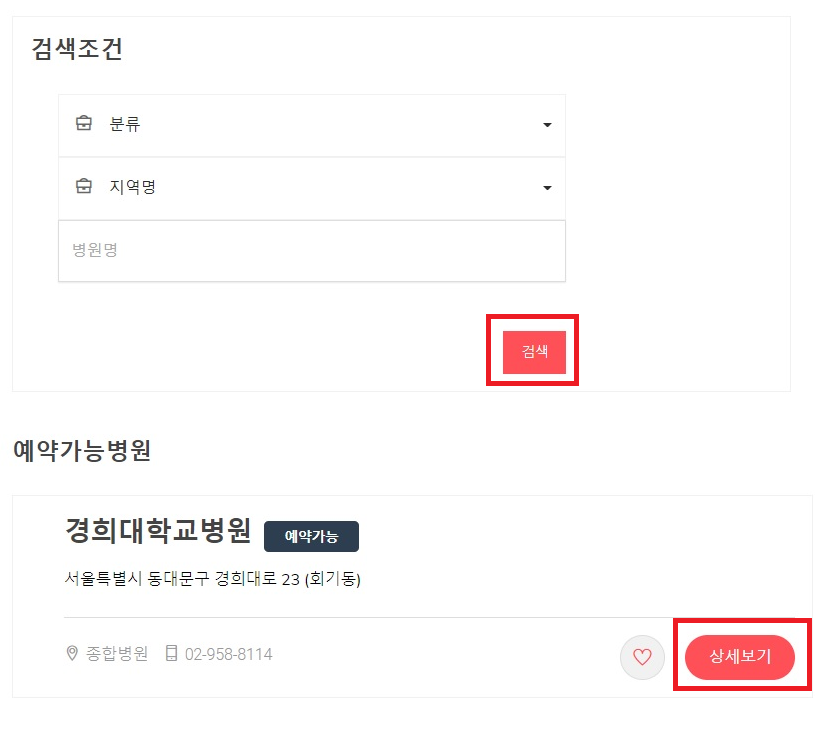 검색조건
분류
지역명
병원명
검색
예약가능병원
경희대학교병원 예약가능
서울특별시 동대문구 경희대로 23 (회기동)
종합병원 02-958-8114
상세보기